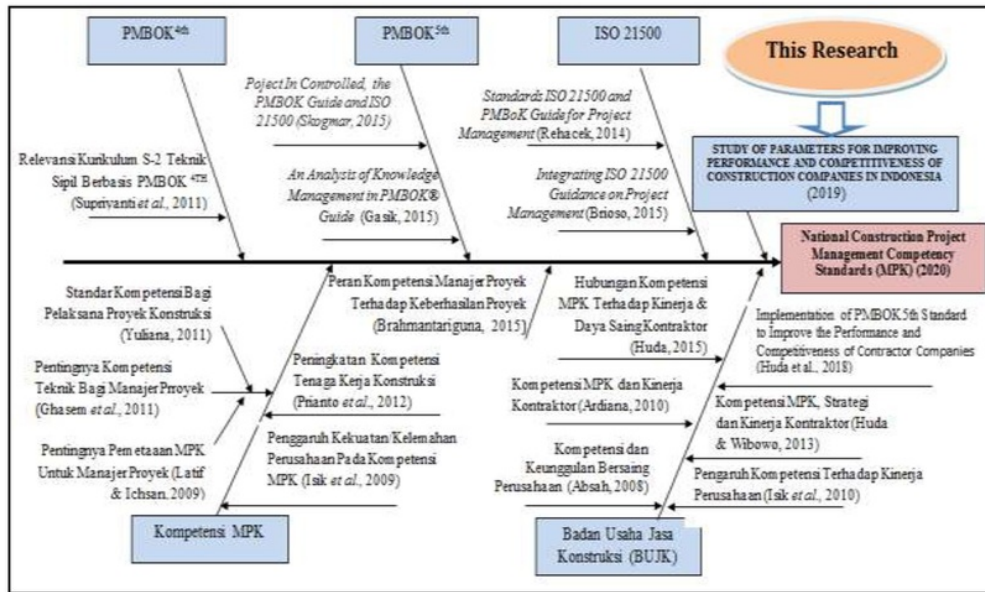 PMBOK4th
PMBOK5th
ISO 21500
This Research
Poject In Controlled, the
PMBOK Guide and ISO
21500 (Skogmar, 2015)
Standards ISO 21500 and
PMBoK Guide for Project
Management (Rehacek, 2014)
STUDY OF PARAMETERS FOR IMPROVING
PERFORMANCE AND COMPETITIVENESS OF
CONSTRUCTION COMPANIES IN INDONESIA
(2019)
Relevansi Kurikulum S-2 Teknik
Sipil Berbasis PMBOK 4TH
(Supriyanti et al., 2011)
An Analysis of Knowledge
Management in PMBOK®
Guide (Gasik, 2015)
Integrating ISO 21500
Guidance on Project
Management (Brioso, 2015)
National Construction Project
Management Competency
Standards (MPK) (2020)
Standar Kompetensi Bagi
Pelaksana Proyek Konstruksi
(Yuliana, 2011)
Peran Kompetensi Manajer Proyek
Terhadap Keberhasilan Proyek
(Brahmantariguna, 2015)
Hubungan Kompetensi
MPK Terhadap Kinerja &
Daya Saing Kontraktor
(Huda, 2015)
Implementation of PMBOK 5th Standard
to Improve the Performance and
Competitiveness of Contractor Companies
(Huda et al., 2018)
Pentingnya Kompetensi
Teknik Bagi Manajer Prroyek
(Ghasem et al., 2011)
Peningkatan Kompetensi
Tenaga Kerja Konstruksi
(Prianto et al., 2012)
Kompetensi MPK dan Kinerja
Kontraktor (Ardiana, 2010)
Kompetensi MPK, Strategi
dan Kinerja Kontraktor (Huda
& Wibowo, 2013)
Pentingnya Pemetaan MPK
Untuk Manajer Proyek (Latif
& Ichsan, 2009)
Penggaruh Kekuatan/Kelemahan
Perusahaan Pada Kompetensi
MPK (Isik et al., 2009)
Kompetensi dan
Keunggulan Bersaing
Perusahaan (Absah, 2008)
Pengaruh Kompetensi Terhadap Kinerja
Perusahaan (Isik et al., 2010)
Kompetensi MPK
Badan Usaha Jasa
Konstruksi (BUJK)